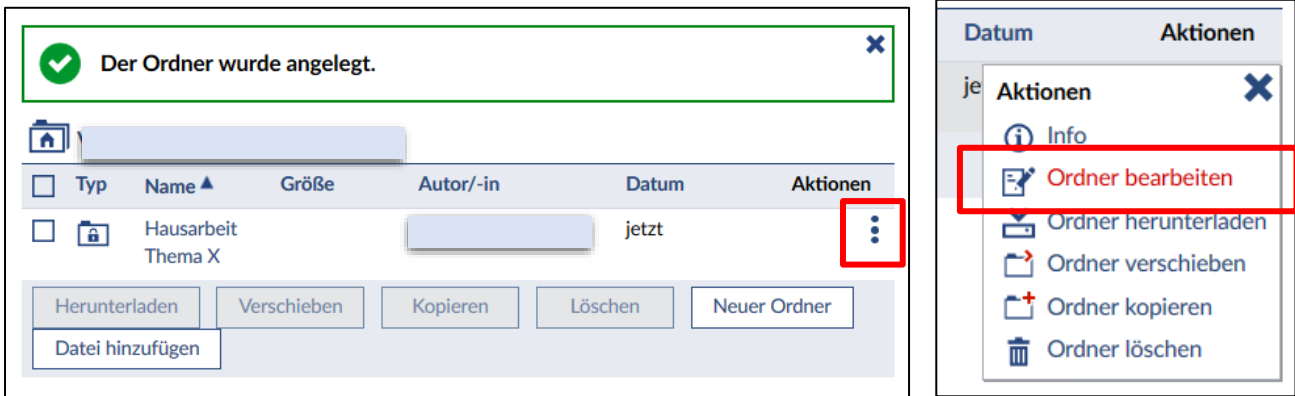 Der Ordner wurde angelegt.
Typ Name Größe Autor/-in Datum Aktionen
Hausarbeit jetzt
Thema X
Herunterladen Verschieben Kopieren Löschen Neuer Ordner
Datei hinzufügen
Datum Aktionen
Aktionen
Info
Ordner bearbeiten
Ordner herunterladen
Ordner verschieben
Ordner kopieren
Ordner löschen